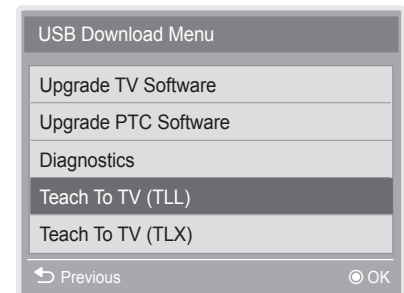 USB Download Menu
Upgrade TV Software
Upgrade PTC Software
Diagnostics
Teach To TV (TLL)
Teach To TV (TLX)
Previous
OK